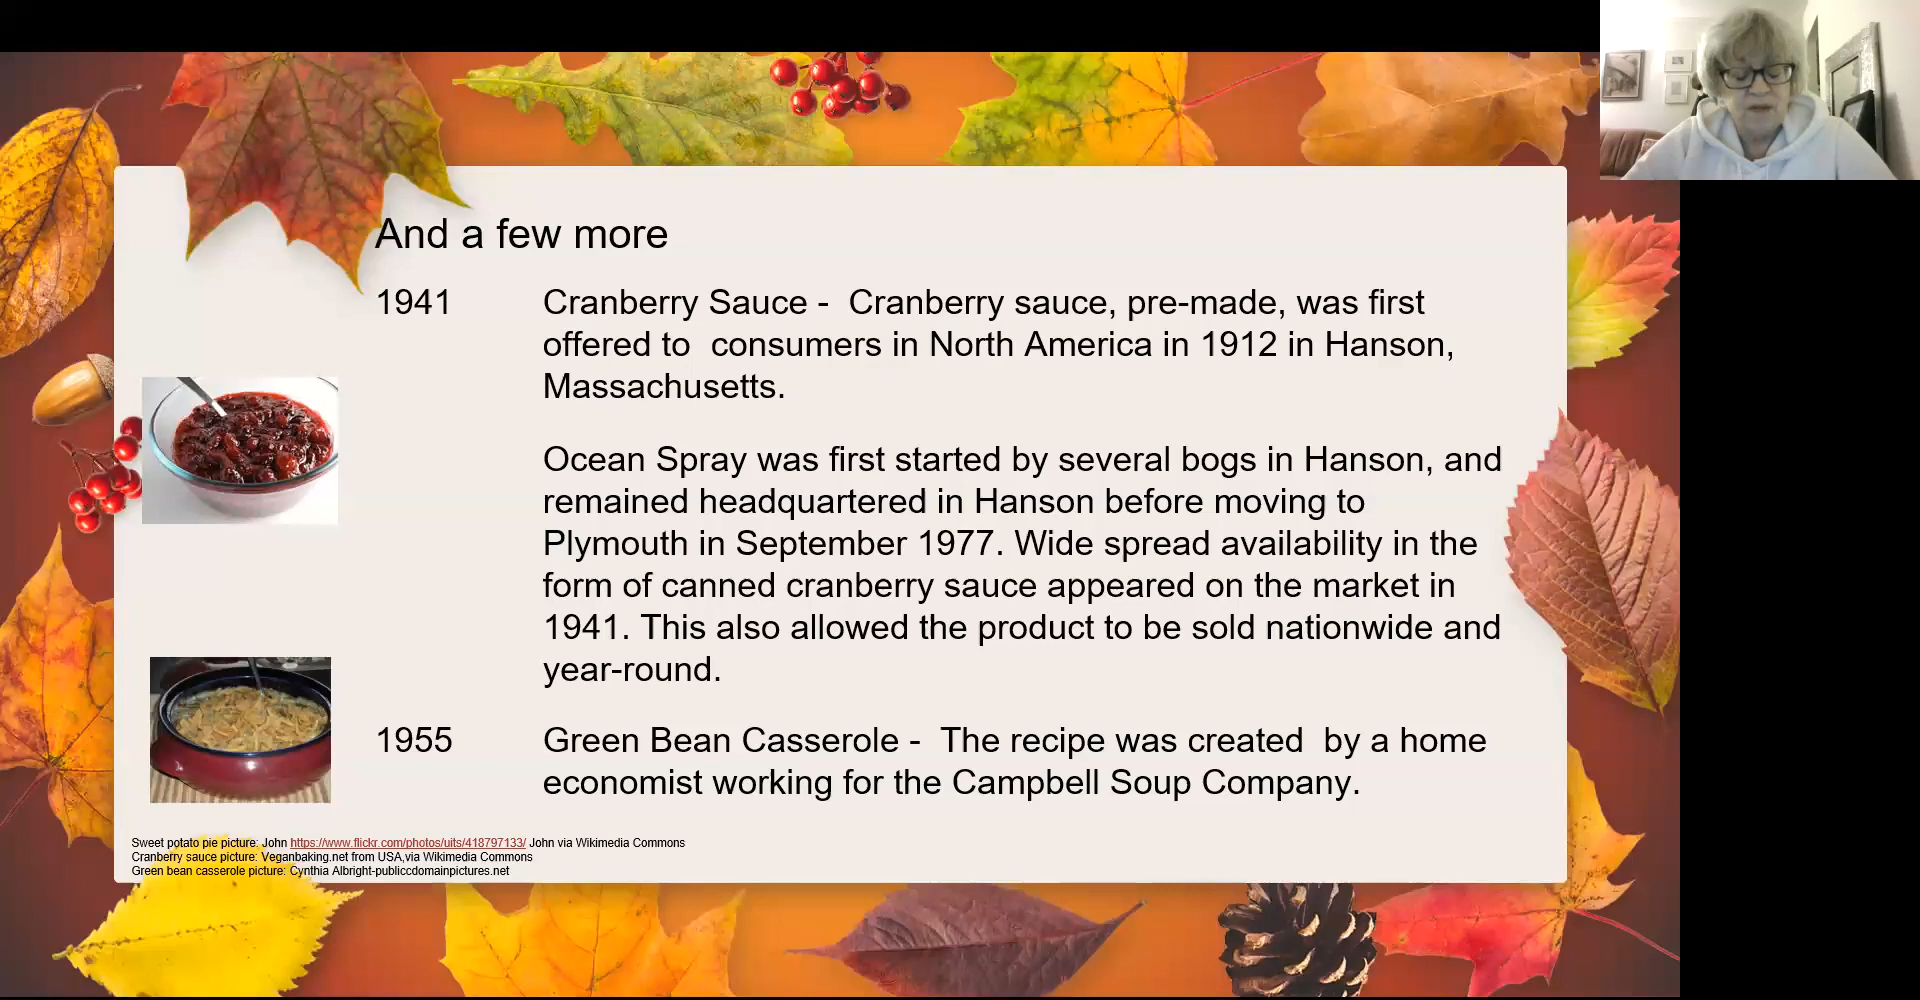 And a few more
1941
Cranberry Sauce -  Cranberry sauce, pre-made, was first
offered to  consumers in North America in 1912 in Hanson,
Massachusetts.
Ocean Spray was first started by several bogs in Hanson, and
remained headquartered in Hanson before moving to
Plymouth in September 1977. Wide spread availability in the
form of canned cranberry sauce appeared on the market in
1941. This also allowed the product to be sold nationwide and
year-round.
1955
Green Bean Casserole -  The recipe was created  by a home
economist working for the Campbell Soup Company.
Sweet potato pie picture: John https://www.flickr.com/photos/uits/418797133/ John via Wikimedia Commons
Cranberry sauce picture: Veganbaking.net from USA,via Wikimedia Commons
Green bean casserole picture: Cynthia Albright-publiccdomainpictures.net